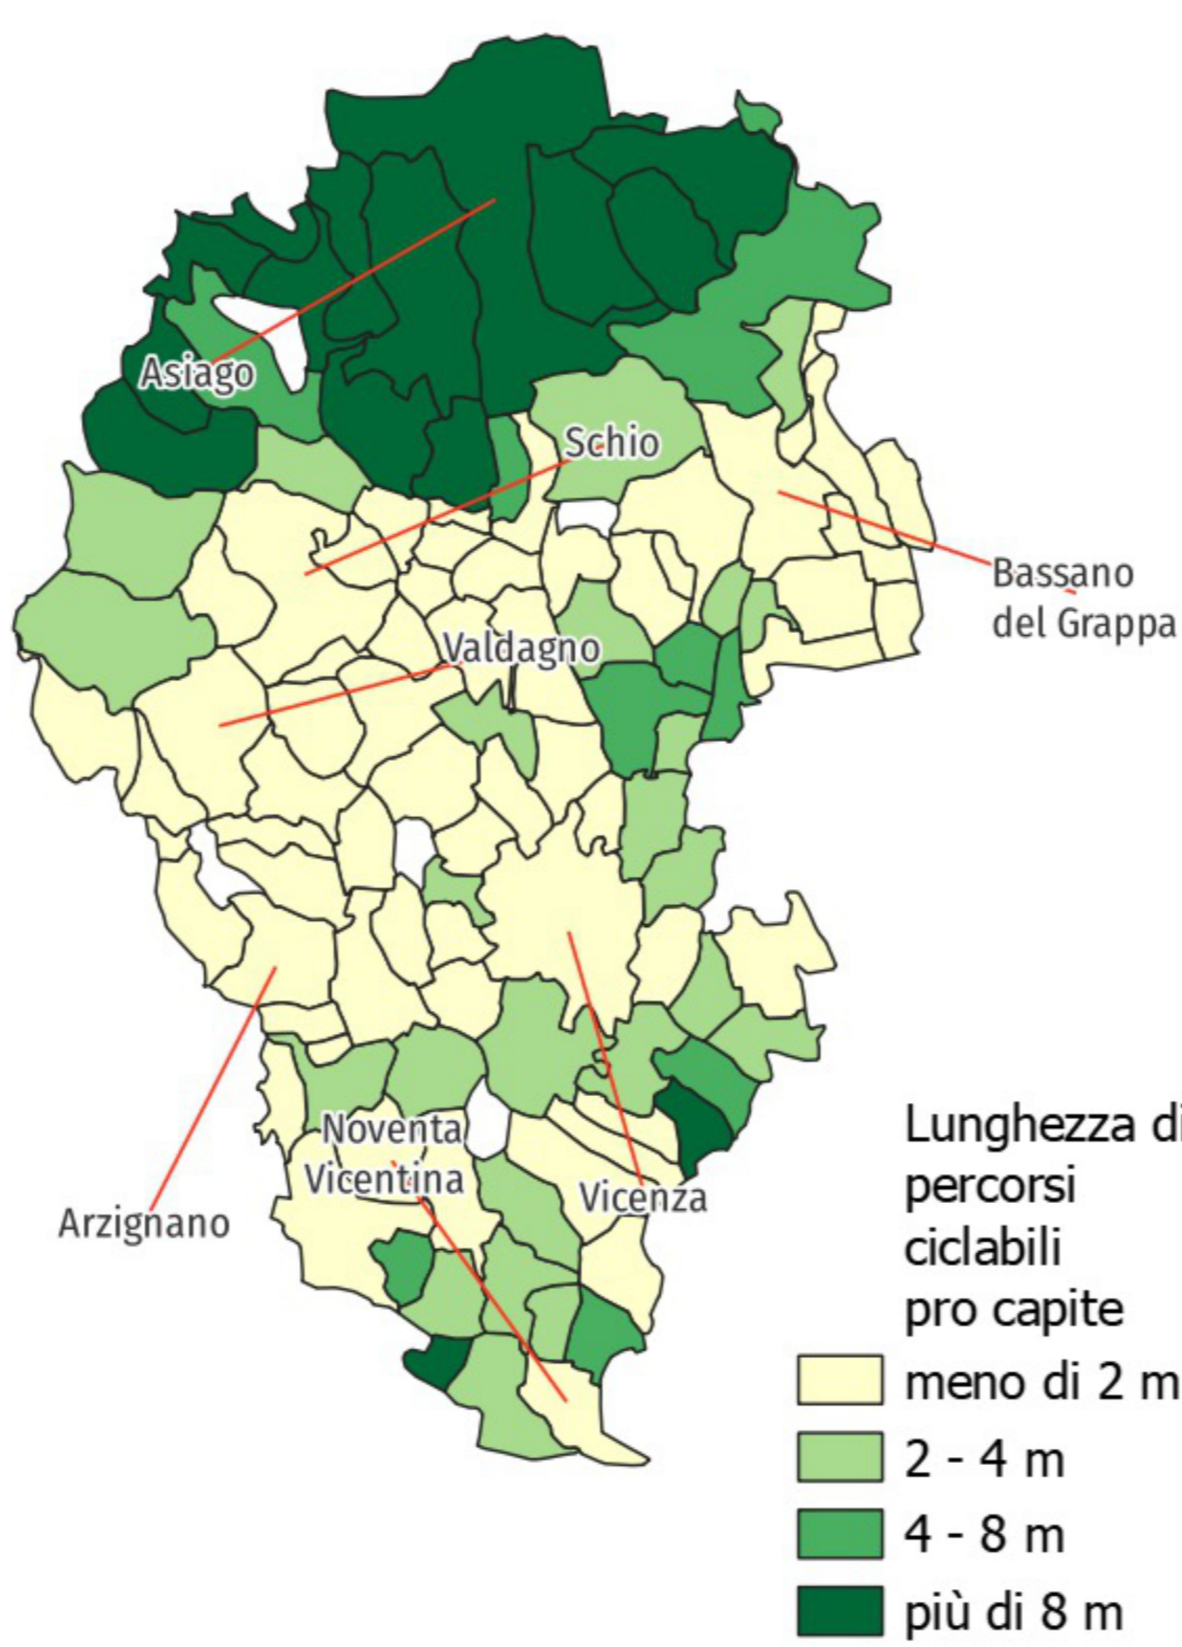 Asiago
Schio
Bassano
del Grappa
Valdagno
Noventa
Vicentina
Vicenza
Arzignano
Lunghezza di
percorsi
ciclabili
pro capite
meno di 2 m
2 - 4 m
4 - 8 m
più di 8 m